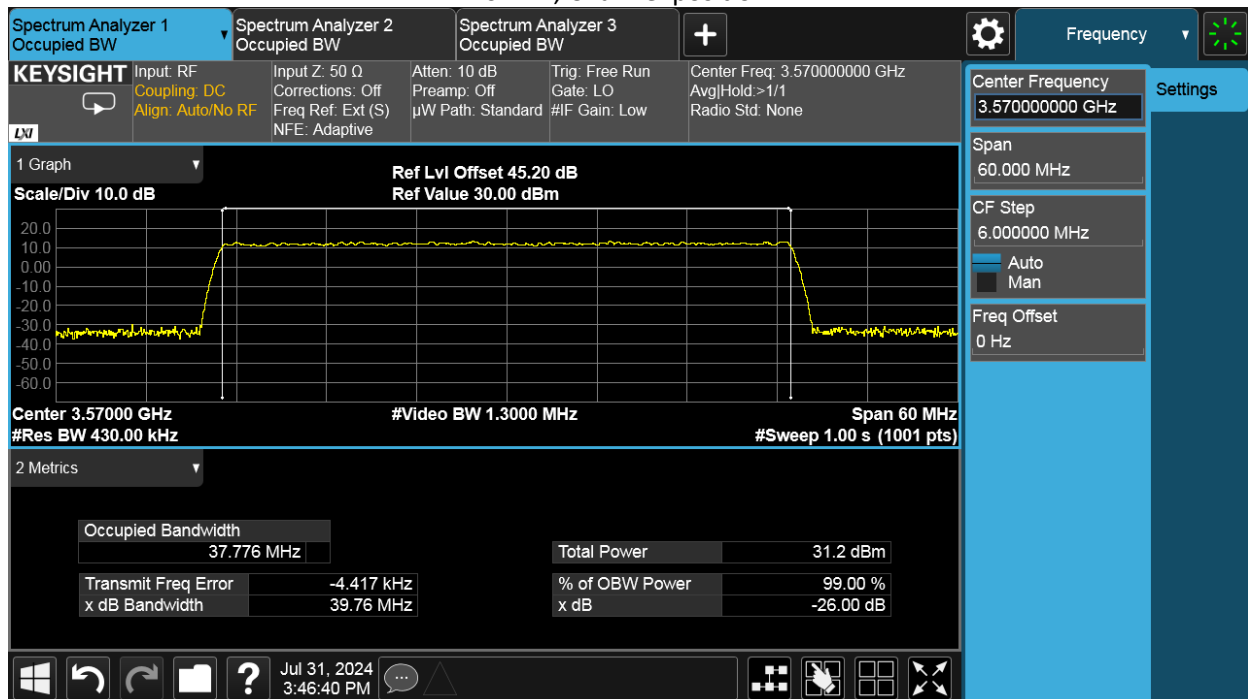 Spectrum Analyzer 1
Occupied BW
Spectrum Analyzer 2
Occupied BW
Spectrum Analyzer 3
Occupied BW
+
Frequency
KEYSIGHT
LXI
Input: RF
Coupling: DC
Align: Auto/No RF
Input Z: 50 Ω
Corrections: Off
Freq Ref: Ext (S)
NFE: Adaptive
Atten: 10 dB
Preamp: Off
µW Path: Standard
Trig: Free Run
Gate: LO
#IF Gain: Low
Center Freq: 3.570000000 GHz
Avg|Hold:>1/1
Radio Std: None
Center Frequency
3.570000000 GHz
Settings
Span
60.000 MHz
CF Step
6.000000 MHz
Auto
Man
Freq Offset
0 Hz
1 Graph
Scale/Div 10.0 dB
Ref Lvl Offset 45.20 dB
Ref Value 30.00 dBm
20.0
10.0
0.00
-10.0
-20.0
-30.0
-40.0
-50.0
-60.0
Center 3.57000 GHz
#Video BW 1.3000 MHz
Span 60 MHz
#Res BW 430.00 kHz
#Sweep 1.00 s (1001 pts)
2 Metrics
Occupied Bandwidth
37.776 MHz
Total Power 31.2 dBm
Transmit Freq Error -4.417 kHz
% of OBW Power 99.00 %
x dB Bandwidth 39.76 MHz
x dB -26.00 dB
?
Jul 31, 2024
3:46:40 PM